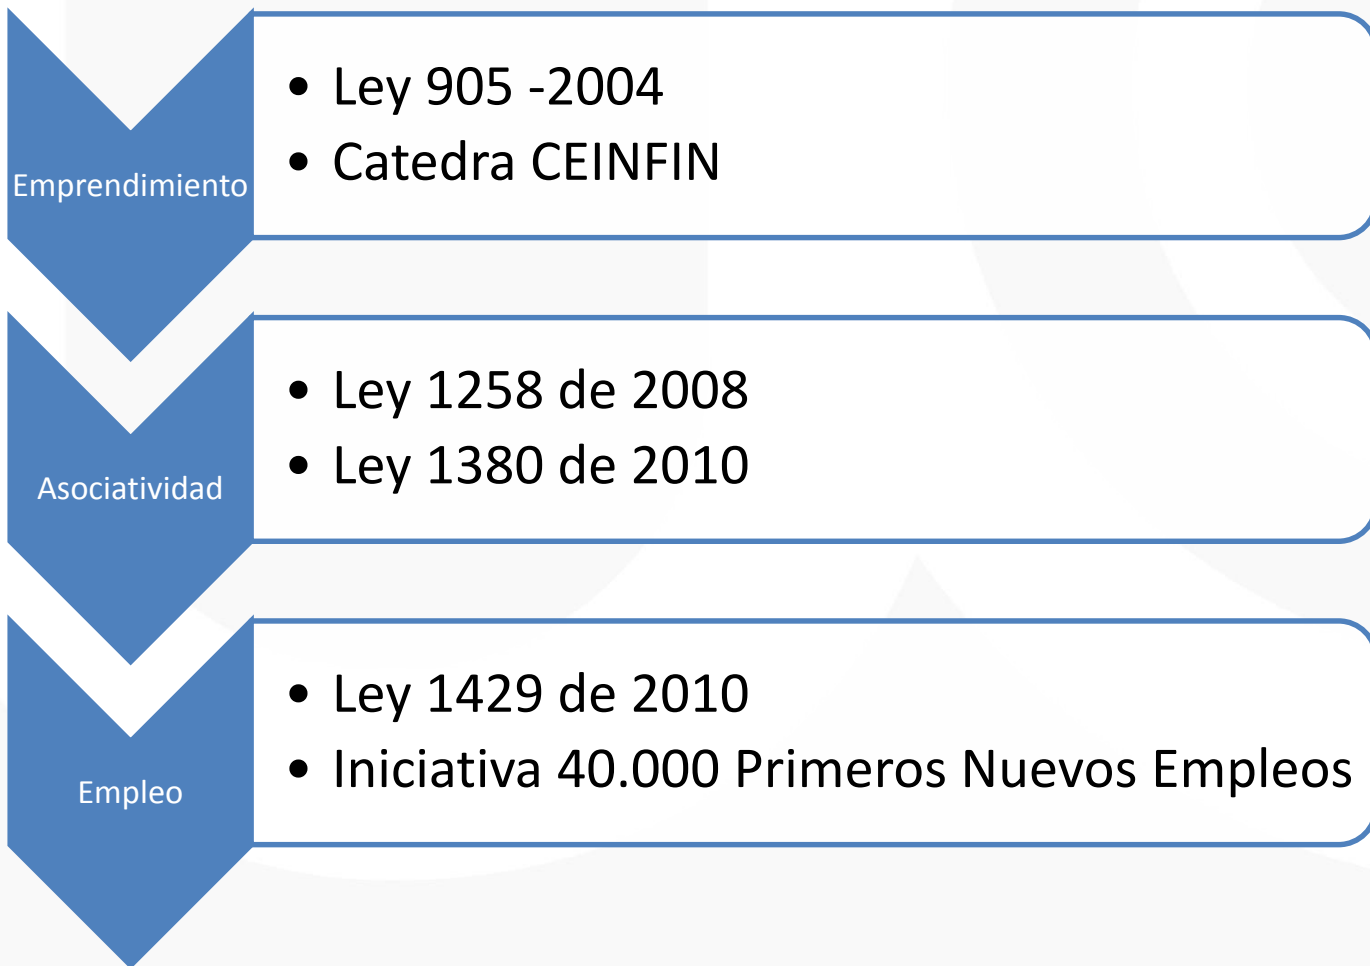 Emprendimiento
• Ley 905 -2004
• Catedra CEINFIN
Asociatividad
• Ley 1258 de 2008
• Ley 1380 de 2010
Empleo
• Ley 1429 de 2010
• Iniciativa 40.000 Primeros Nuevos Empleos